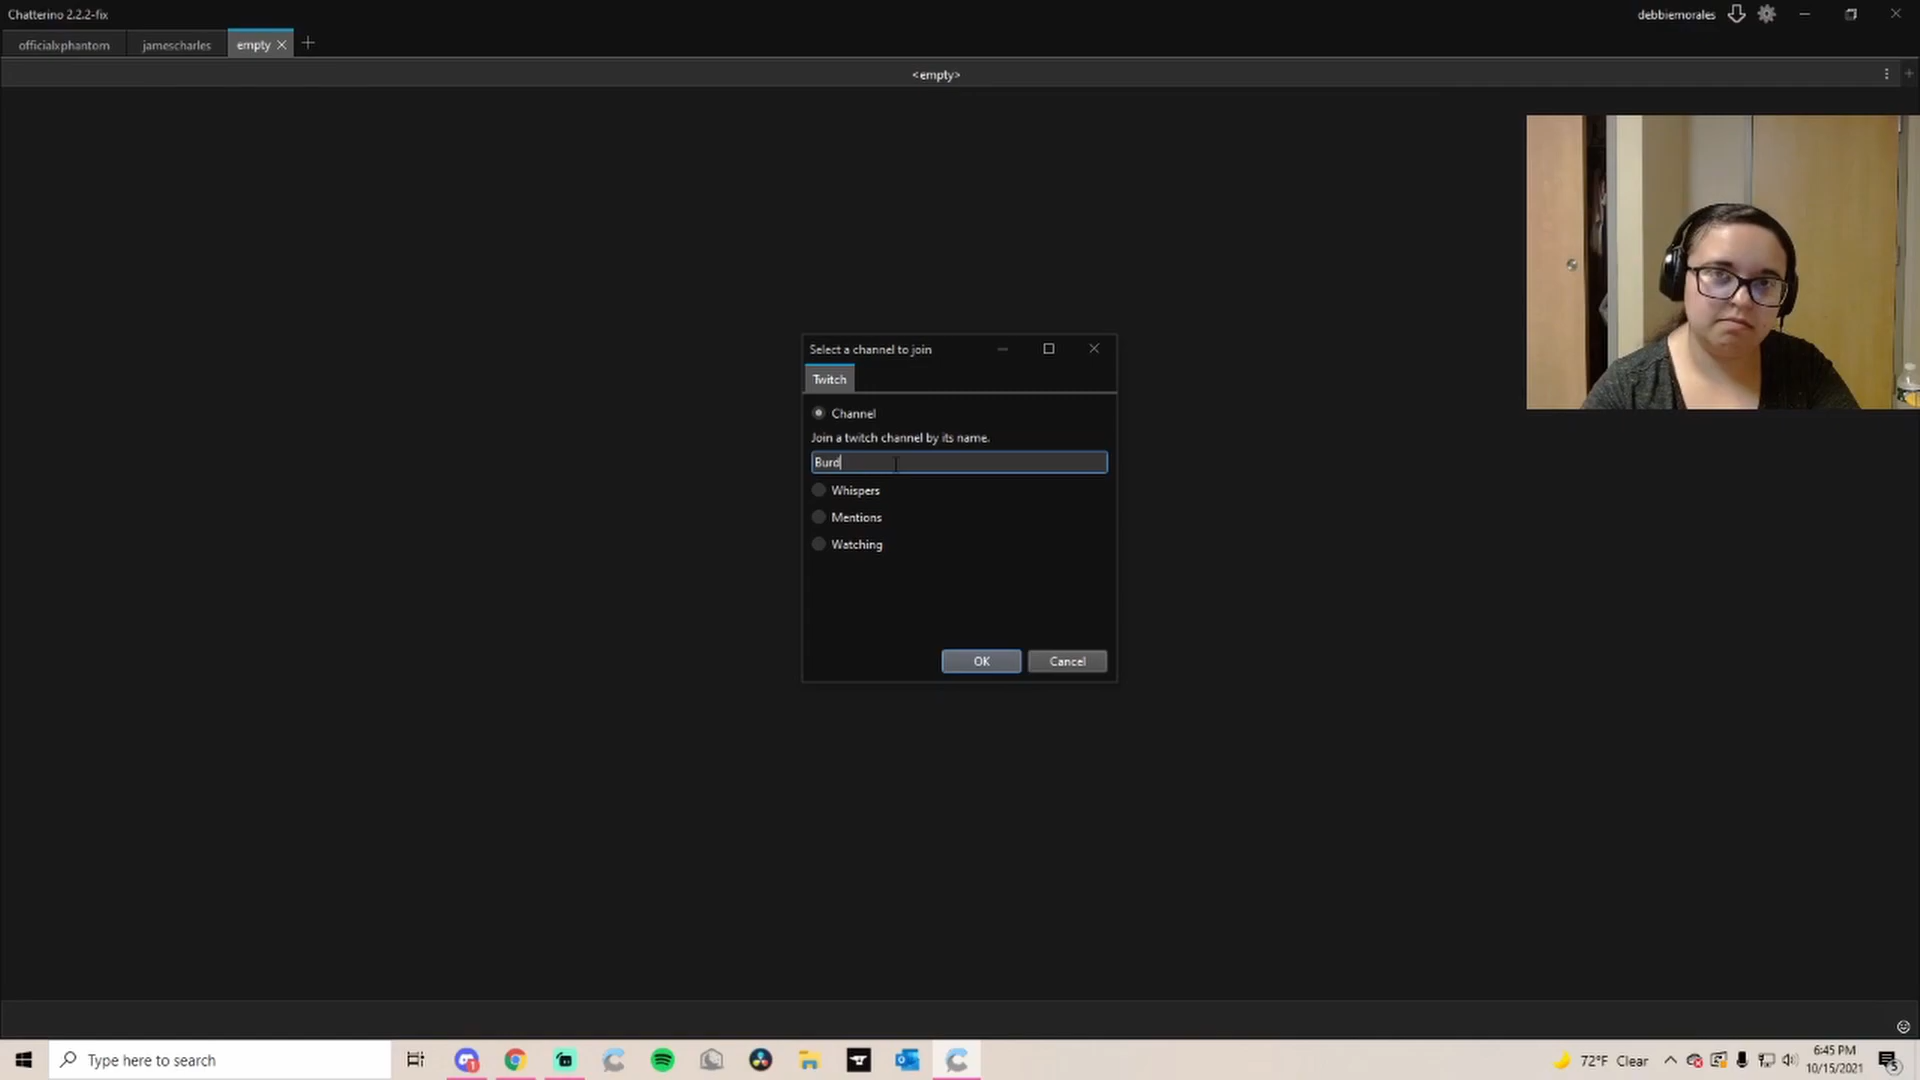 Chatterino 2.2.2-fix
debbiemorales
officialxphantom
jamescharles
empty
<empty>
Select a channel to join
Twitch
Channel
Join a twitch channel by its name.
Burd
Whispers
Mentions
Watching
OK
Cancel
Type here to search
1
72°F Clear
6:45 PM
10/15/2021
5